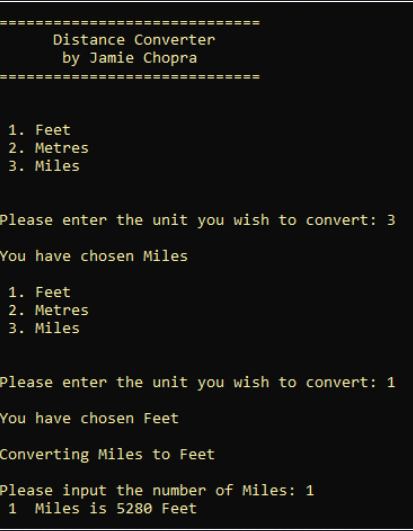 =============================
Distance Converter
by Jamie Chopra
=============================
1. Feet
2. Metres
3. Miles
Please enter the unit you wish to convert: 3
You have chosen Miles
1. Feet
2. Metres
3. Miles
Please enter the unit you wish to convert: 1
You have chosen Feet
Converting Miles to Feet
Please input the number of Miles: 1
1  Miles is 5280 Feet